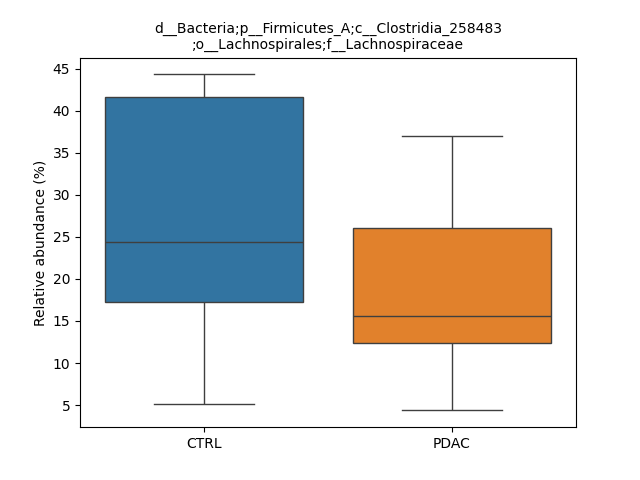 d__Bacteria;p__Firmicutes_A;c__Clostridia_258483
;o__Lachnospirales;f__Lachnospiraceae
Relative abundance (%)
45
40
35
30
25
20
15
10
5
CTRL
PDAC